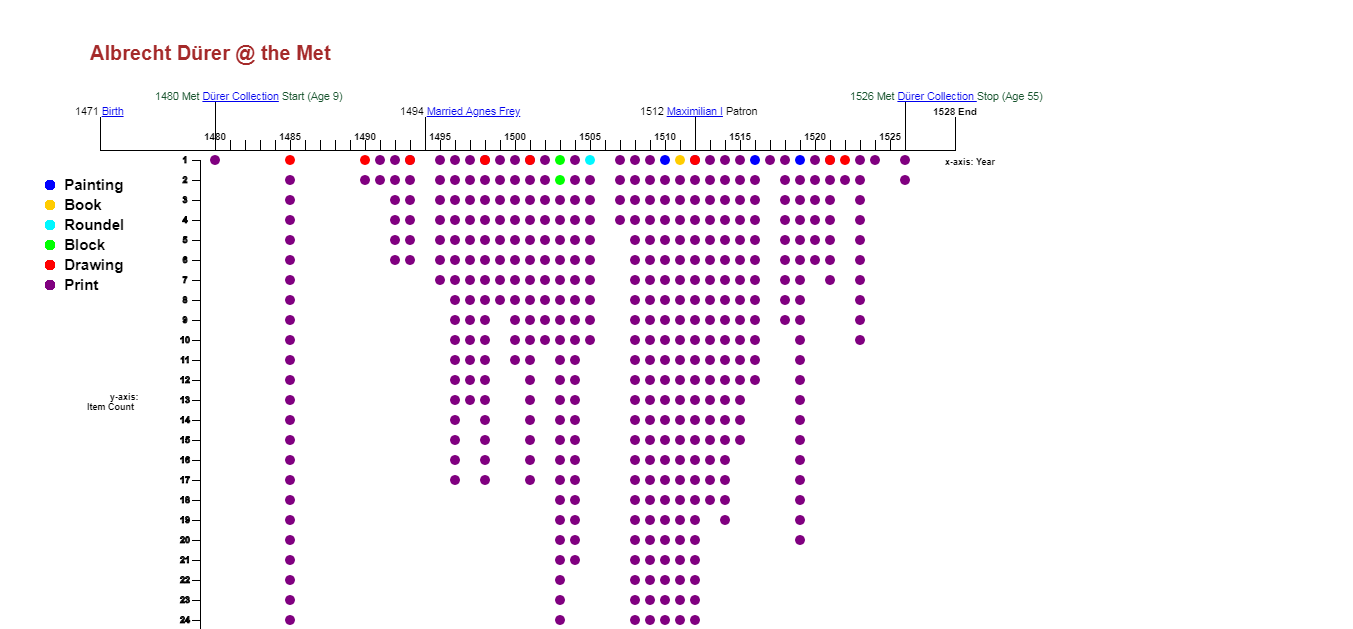 Albrecht Dürer @ the Met
1480 Met Dürer Collection Start (Age 9)
1526 Met Dürer Collection Stop (Age 55)
1471 Birth
1494 Married Agnes Frey
1512 Maximilian I Patron
1528 End
1480 1485 1490 1495 1500 1505 1510 1515 1520 1525
x-axis: Year
Painting
Book
Roundel
Block
Drawing
Print
y-axis:
Item Count
1
2
3
4
5
6
7
8
9
10
11
12
13
14
15
16
17
18
19
20
21
22
23
24